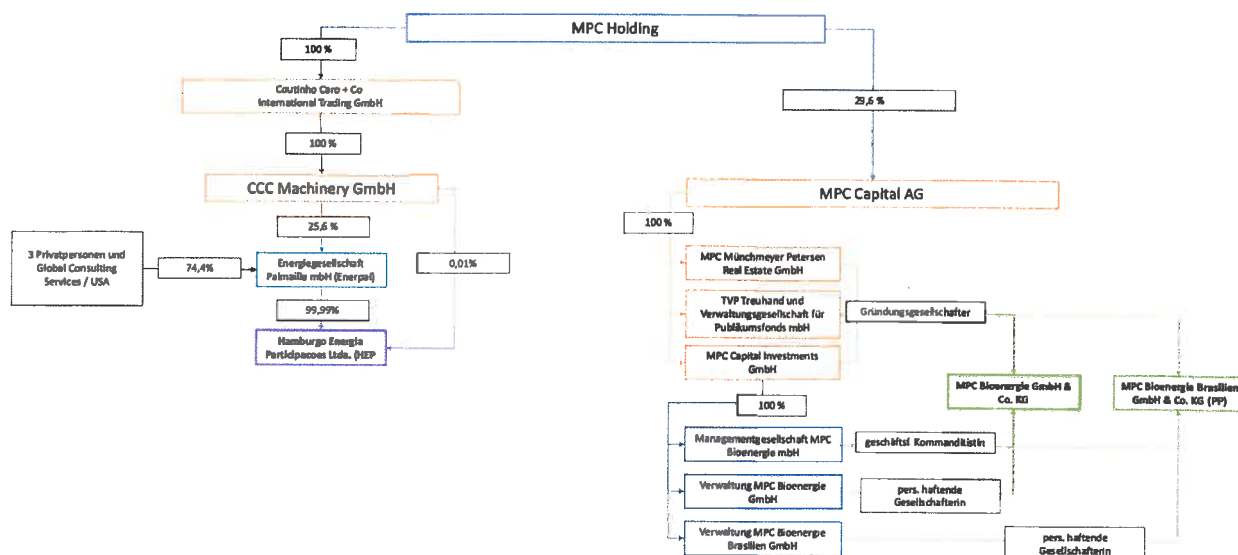 MPC Holding
100 %
29,6 %
Coutinho Caro + Co
International Trading GmbH
100 %
CCC Machinery GmbH
MPC Capital AG
25,6 %
100 %
3 Privatpersonen und
Global Consulting
Services / USA
74,4%
Energiegesellschaft
Palmaille mbH (Enerpal)
0,01%
MPC Münchmeyer Petersen
Real Estate GmbH
99,99%
TVP Treuhand und
Verwaltungsgesellschaft für
Publikumsfonds mbH
Gründungsgesellschafter
Hamburgo Energia
Participacoes Ltda. (HEP
MPC Capital Investments
GmbH
MPC Bioenergie GmbH &
Co. KG
MPC Bioenergie Brasilien
GmbH & Co. KG (PP)
100 %
Managementgesellschaft MPC
Bioenergie mbH
geschäftsf. Kommanditistin
Verwaltung MPC Bioenergie
GmbH
pers. haftende
Gesellschafterin
Verwaltung MPC Bioenergie
Brasilien GmbH
pers. haftende
Gesellschafterin